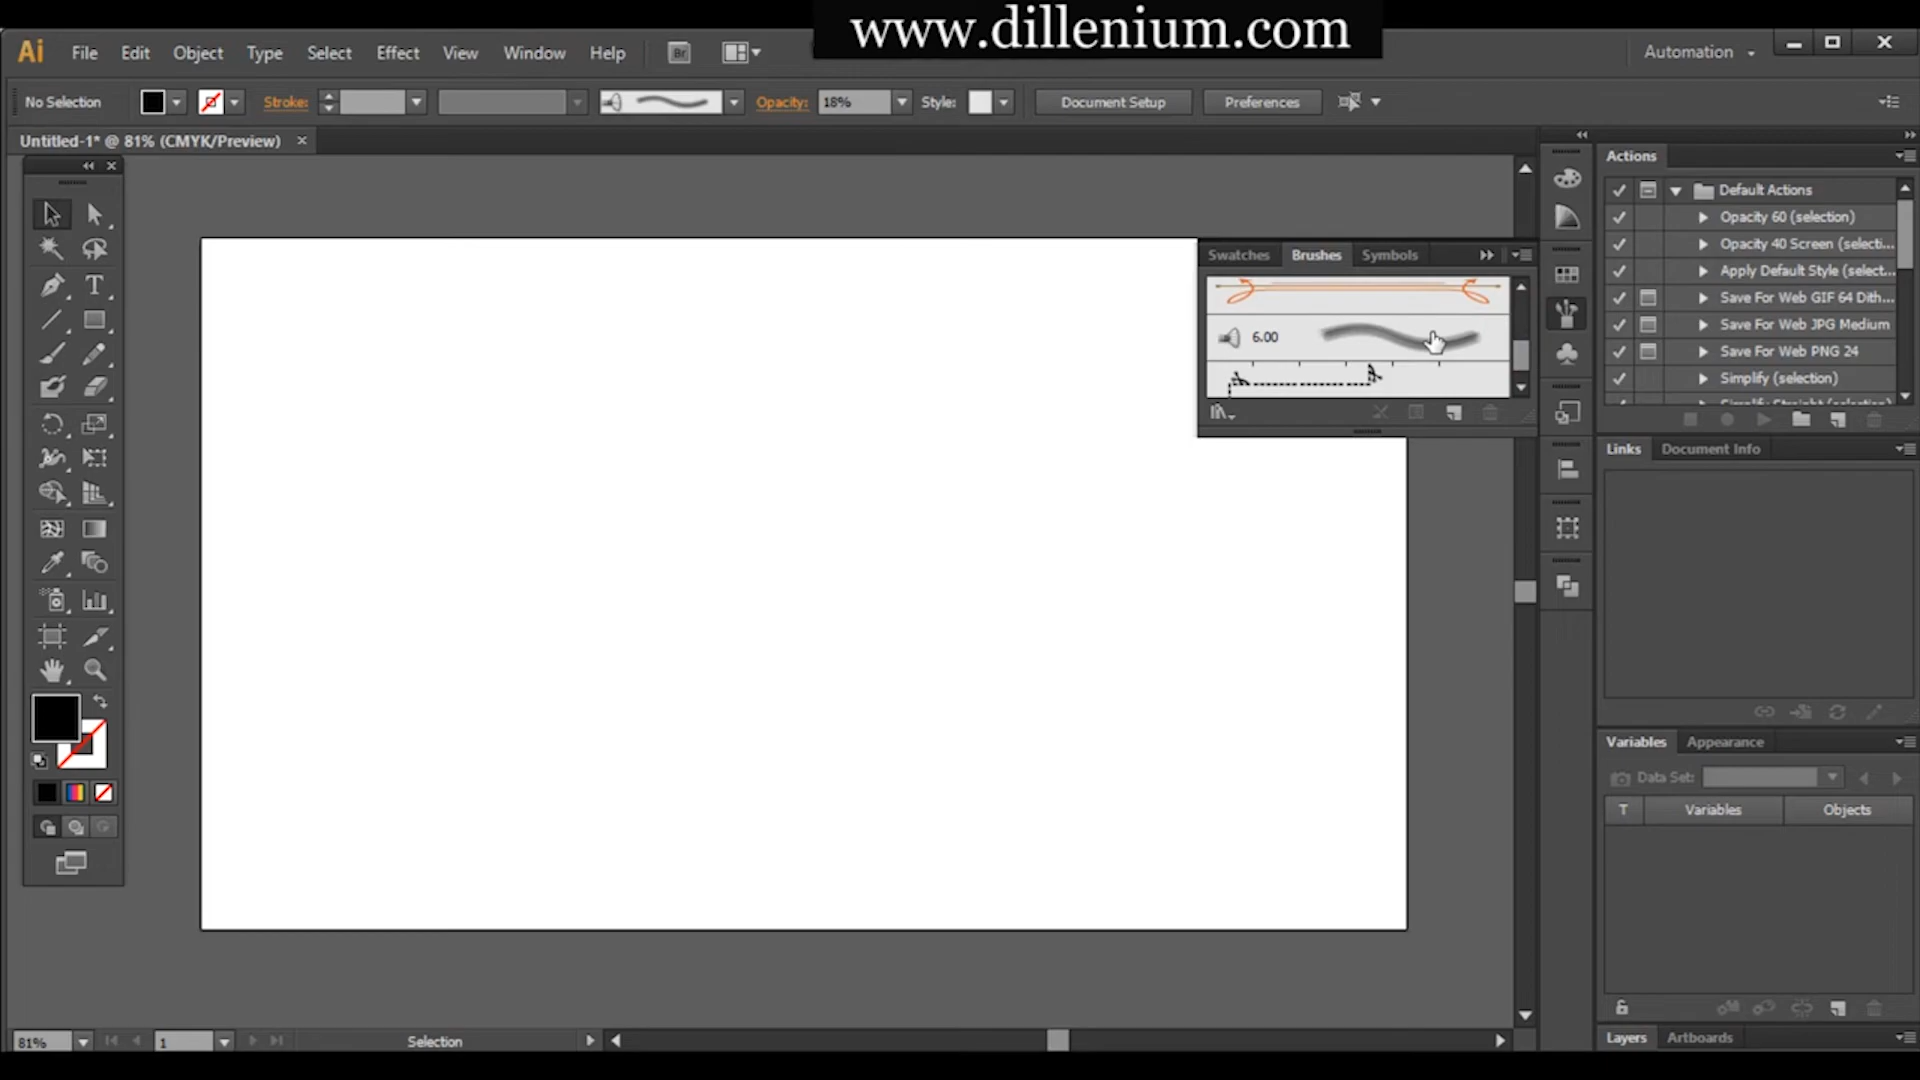 www.dillenium.com
Ai File Edit Object Type Select Effect View Window Help Br Automation
No Selection Stroke: Opacity: 18% Style: Document Setup Preferences
Untitled-1* @ 81% (CMYK/Preview)
Actions
Default Actions
Opacity 60 (selection)
Opacity 40 Screen (selecti...
Apply Default Style (select...
Save For Web GIF 64 Dith...
Save For Web JPG Medium
Save For Web PNG 24
Simplify (selection)
Swatches Brushes Symbols
6.00
Links Document Info
Variables Appearance
Data Set:
T Variables Objects
Layers Artboards
81% 1 Selection